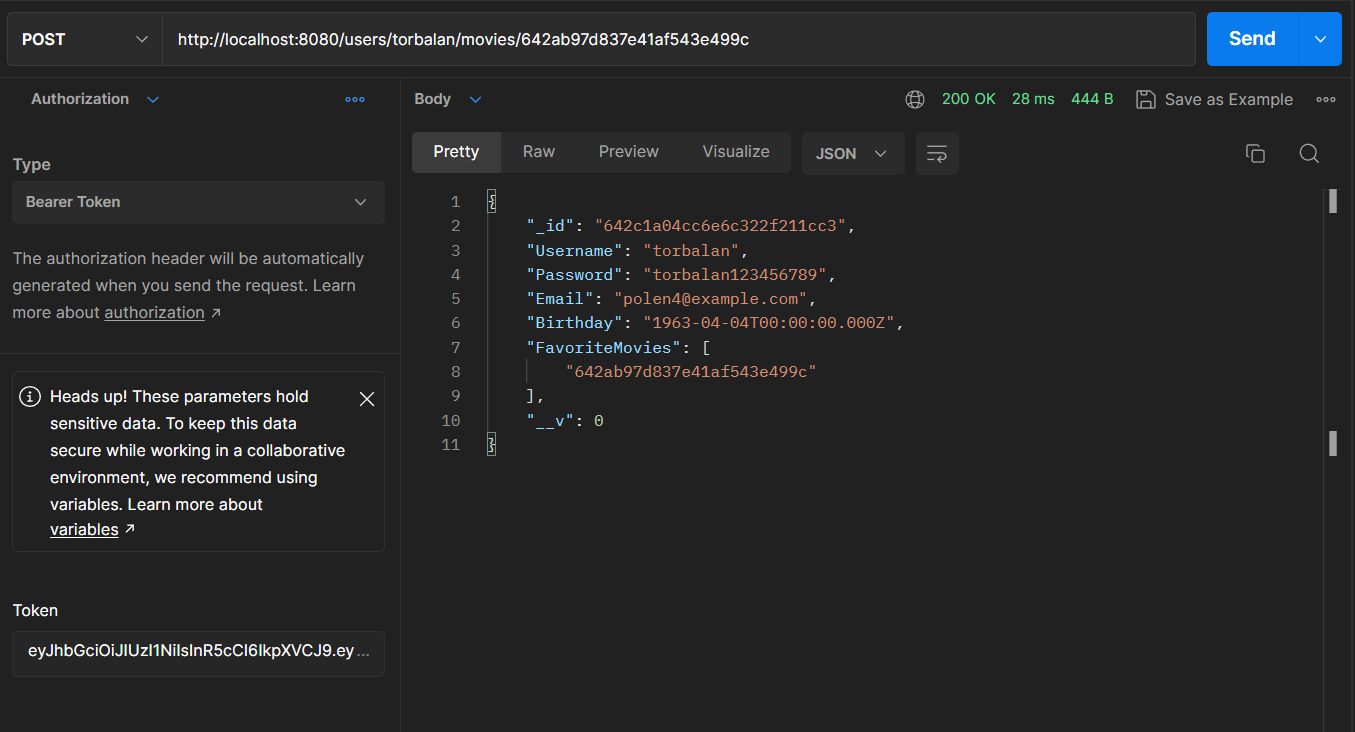 POST http://localhost:8080/users/torbalan/movies/642ab97d837e41af543e499c Send
Authorization
Type
Bearer Token
The authorization header will be automatically
generated when you send the request. Learn
more about authorization ↗
Heads up! These parameters hold
sensitive data. To keep this data
secure while working in a collaborative
environment, we recommend using
variables. Learn more about
variables ↗
Token
eyJhbGciOiJIUzI1NiIsInR5cCI6IkpXVCJ9.ey...
Body 200 OK 28 ms 444 B Save as Example
Pretty Raw Preview Visualize JSON
1 {
2 "_id": "642c1a04cc6e6c322f211cc3",
3 "Username": "torbalan",
4 "Password": "torbalan123456789",
5 "Email": "polen4@example.com",
6 "Birthday": "1963-04-04T00:00:00.000Z",
7 "FavoriteMovies": [
8 "642ab97d837e41af543e499c"
9 ],
10 "__v": 0
11 }